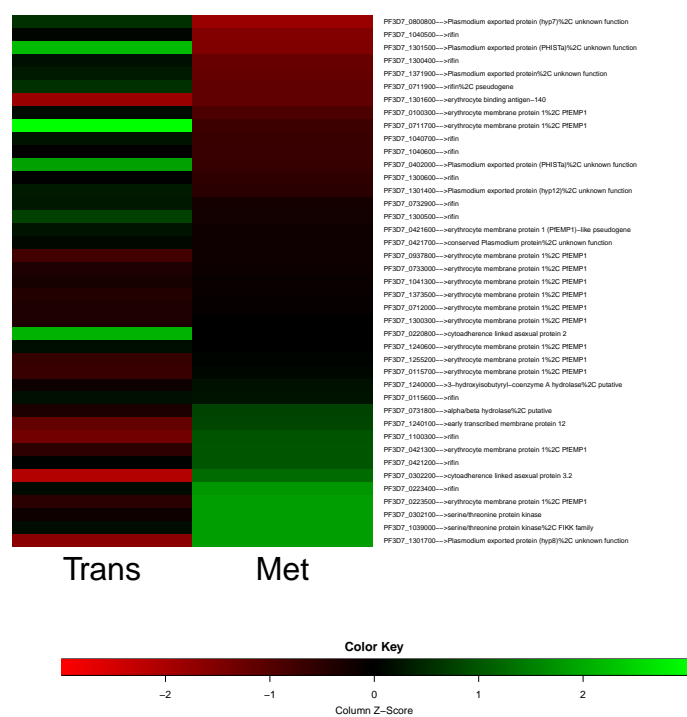 PF3D7_0800800−−>Plasmodium exported protein (hyp7)%2C unknown function
PF3D7_1040500−−>rifin
PF3D7_1301500−−>Plasmodium exported protein (PHISTa)%2C unknown function
PF3D7_1300400−−>rifin
PF3D7_1371900−−>Plasmodium exported protein%2C unknown function
PF3D7_0711900−−>rifin%2C pseudogene
PF3D7_1301600−−>erythrocyte binding antigen−140
PF3D7_0100300−−>erythrocyte membrane protein 1%2C PfEMP1
PF3D7_0711700−−>erythrocyte membrane protein 1%2C PfEMP1
PF3D7_1040700−−>rifin
PF3D7_1040600−−>rifin
PF3D7_0402000−−>Plasmodium exported protein (PHISTa)%2C unknown function
PF3D7_1300600−−>rifin
PF3D7_1301400−−>Plasmodium exported protein (hyp12)%2C unknown function
PF3D7_0732900−−>rifin
PF3D7_1300500−−>rifin
PF3D7_0421600−−>erythrocyte membrane protein 1 (PfEMP1)−like pseudogene
PF3D7_0421700−−>conserved Plasmodium protein%2C unknown function
PF3D7_0937800−−>erythrocyte membrane protein 1%2C PfEMP1
PF3D7_0733000−−>erythrocyte membrane protein 1%2C PfEMP1
PF3D7_1041300−−>erythrocyte membrane protein 1%2C PfEMP1
PF3D7_1373500−−>erythrocyte membrane protein 1%2C PfEMP1
PF3D7_0712000−−>erythrocyte membrane protein 1%2C PfEMP1
PF3D7_1300300−−>erythrocyte membrane protein 1%2C PfEMP1
PF3D7_0220800−−>cytoadherence linked asexual protein 2
PF3D7_1240600−−>erythrocyte membrane protein 1%2C PfEMP1
PF3D7_1255200−−>erythrocyte membrane protein 1%2C PfEMP1
PF3D7_0115700−−>erythrocyte membrane protein 1%2C PfEMP1
PF3D7_1240000−−>3−hydroxyisobutyryl−coenzyme A hydrolase%2C putative
PF3D7_0115600−−>rifin
PF3D7_0731800−−>alpha/beta hydrolase%2C putative
PF3D7_1240100−−>early transcribed membrane protein 12
PF3D7_1100300−−>rifin
PF3D7_0421300−−>erythrocyte membrane protein 1%2C PfEMP1
PF3D7_0421200−−>rifin
PF3D7_0302200−−>cytoadherence linked asexual protein 3.2
PF3D7_0223400−−>rifin
PF3D7_0223500−−>erythrocyte membrane protein 1%2C PfEMP1
PF3D7_0302100−−>serine/threonine protein kinase
PF3D7_1039000−−>serine/threonine protein kinase%2C FIKK family
PF3D7_1301700−−>Plasmodium exported protein (hyp8)%2C unknown function
Trans Met
Color Key
−2 −1 0 1 2
Column Z−Score